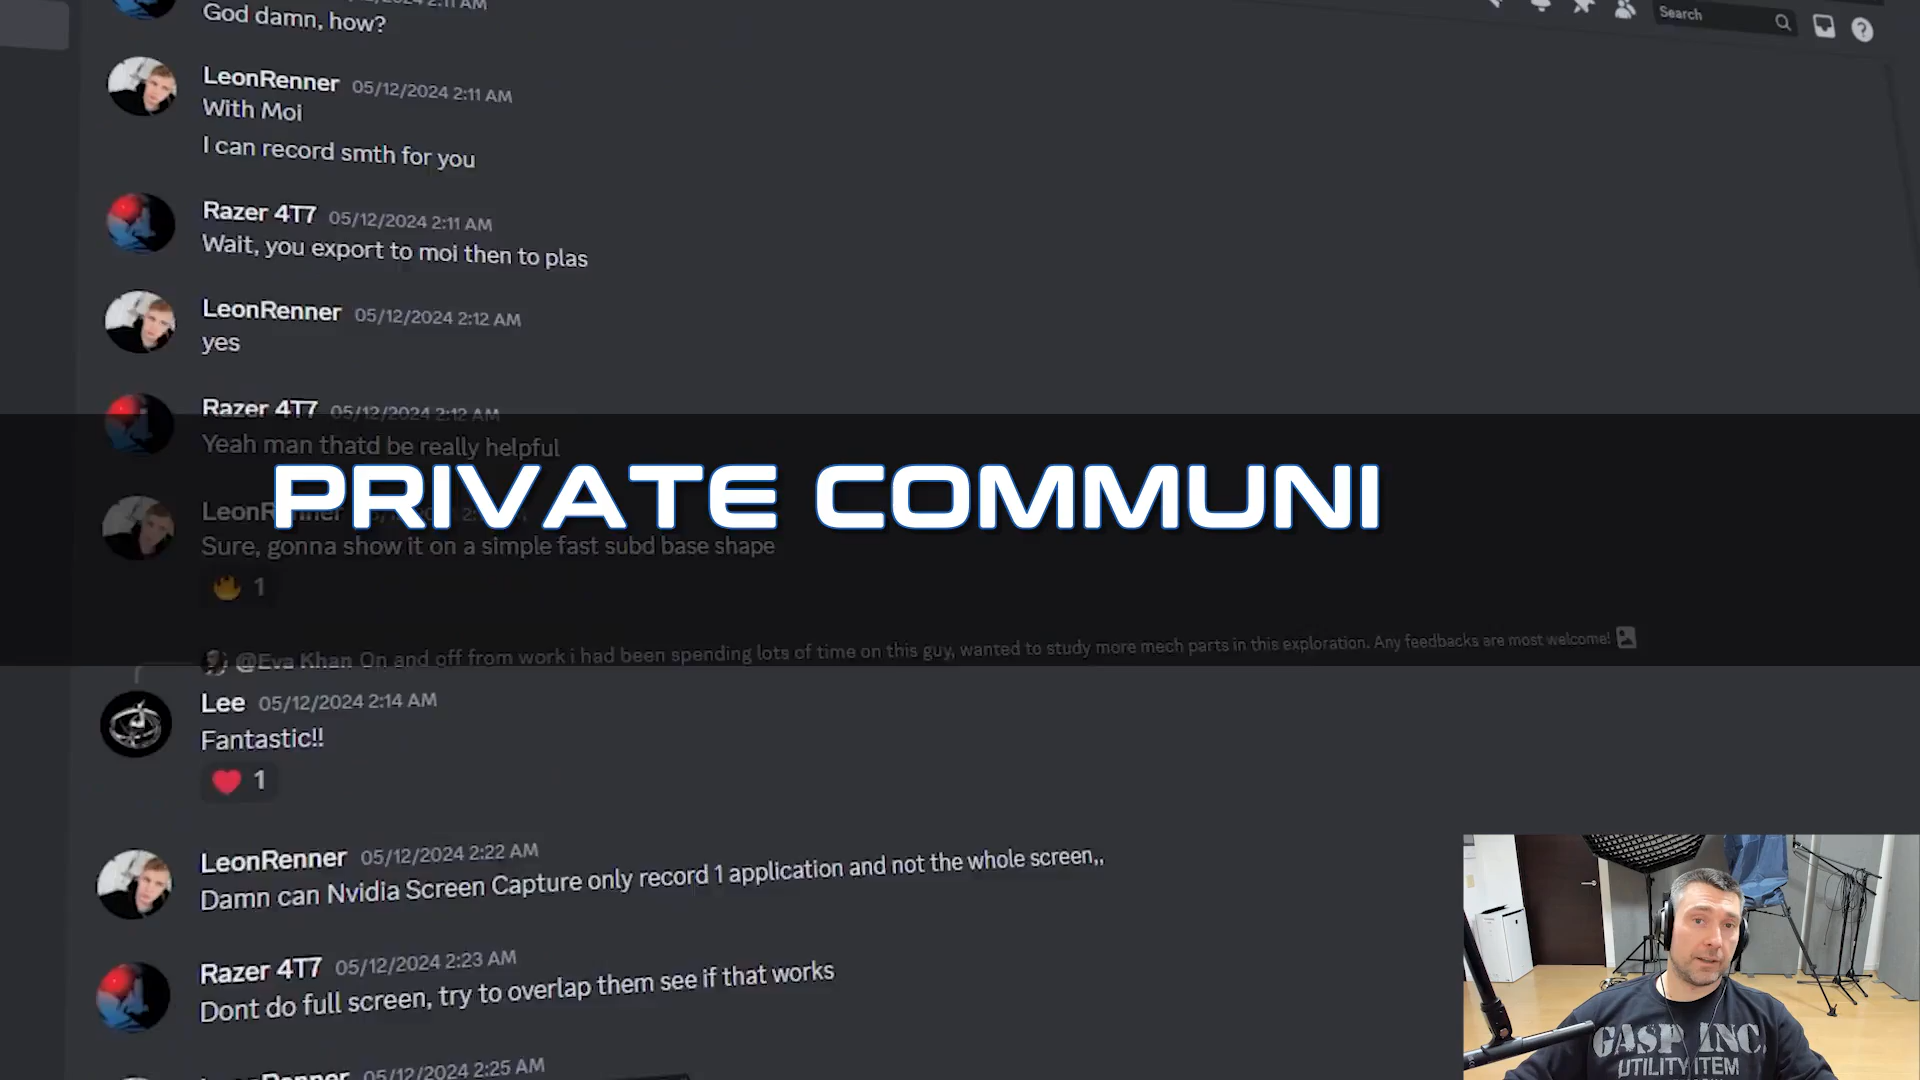 God damn, how?
Search
LeonRenner 05/12/2024 2:11 AM
With Moi
I can record smth for you
Razer 4T7 05/12/2024 2:11 AM
Wait, you export to moi then to plas
LeonRenner 05/12/2024 2:12 AM
yes
Razer 4T7 05/12/2024 2:12 AM
Yeah man thatd be really helpful
PRIVATE COMMUNI
LeonRenner
Sure, gonna show it on a simple fast subd base shape
1
@Eva Khan On and off from work i had been spending lots of time on this guy, wanted to study more mech parts in this exploration. Any feedbacks are most welcome!
Lee 05/12/2024 2:14 AM
Fantastic!!
1
LeonRenner 05/12/2024 2:22 AM
Damn can Nvidia Screen Capture only record 1 application and not the whole screen,,
Razer 4T7 05/12/2024 2:23 AM
Dont do full screen, try to overlap them see if that works
LeonRenner 05/12/2024 2:25 AM
GASP INC.
UTILITY ITEM